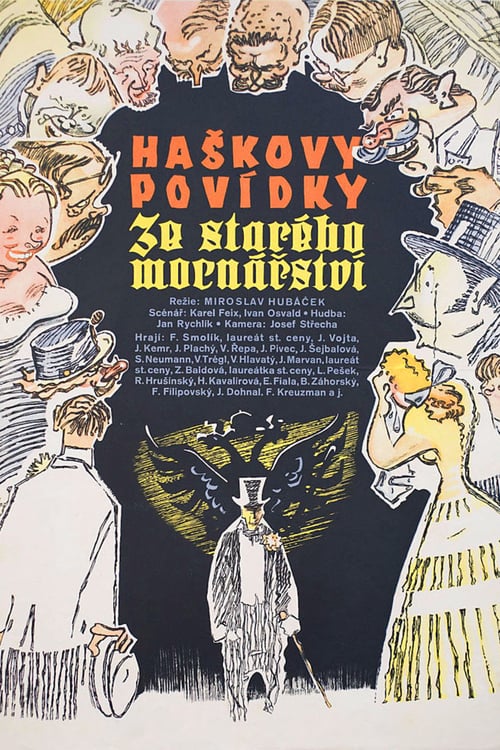 HAŠKOVY
POVÍDKY
Ze starého
mocnářství
Režie: MIROSLAV HUBÁČEK
Scénář: Karel Feix, Ivan Osvald • Hudba:
Jan Rychlík • Kamera: Josef Střecha
Hrají: F. Smolík, laureát st. ceny, J. Vojta,
J. Kemr, J. Plachý, V. Řepa, J. Pivec, J. Šejbalová,
S. Neumann, V. Trégl, V. Hlavatý, J. Marvan, laureát
st. ceny, Z. Baldová, laureátka st. ceny, L. Pešek,
R. Hrušínský, H. Kavalírová, E. Fiala, B. Záhorský,
F. Filipovský, J. Dohnal. F. Kreuzman a j.